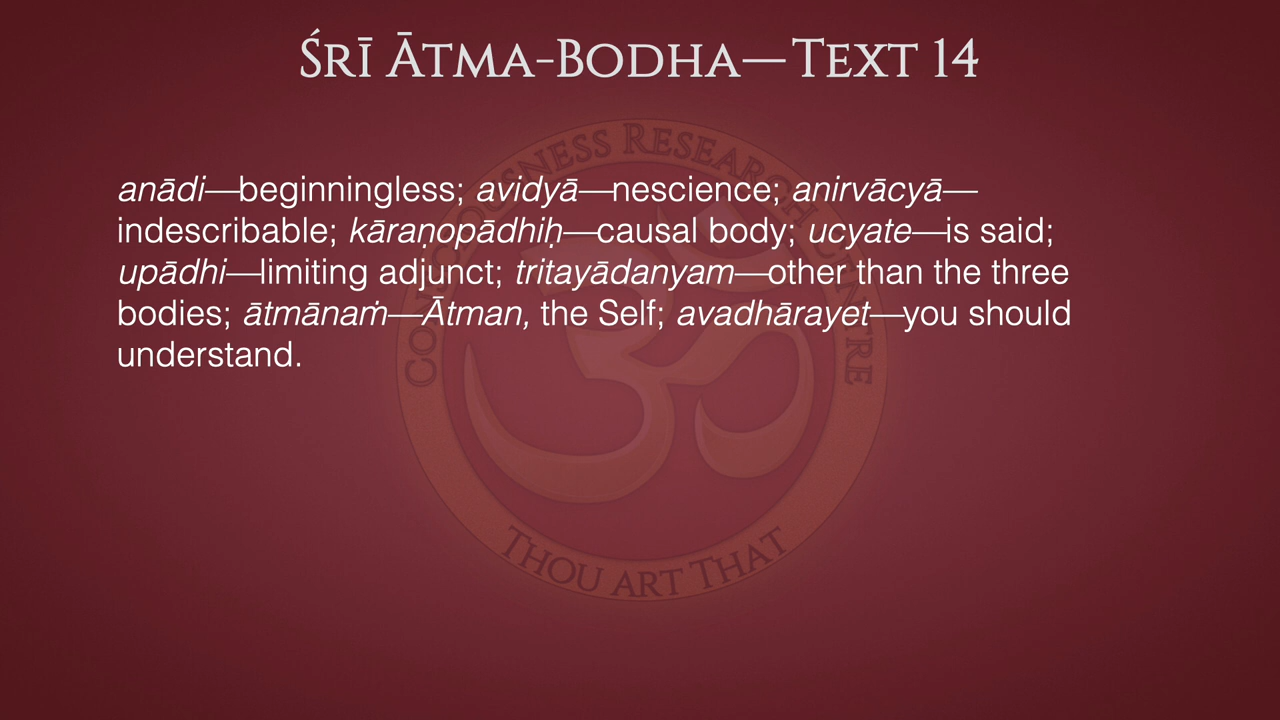 Śrī Ātma-Bodha—Text 14
anādi—beginningless; avidyā—nescience; anirvācyā—
indescribable; kāraṇopādhiḥ—causal body; ucyate—is said;
upādhi—limiting adjunct; tritayādanyam—other than the three
bodies; ātmānaṁ—Ātman, the Self; avadhārayet—you should
understand.
Consciousness Research Centre
Thou Art That